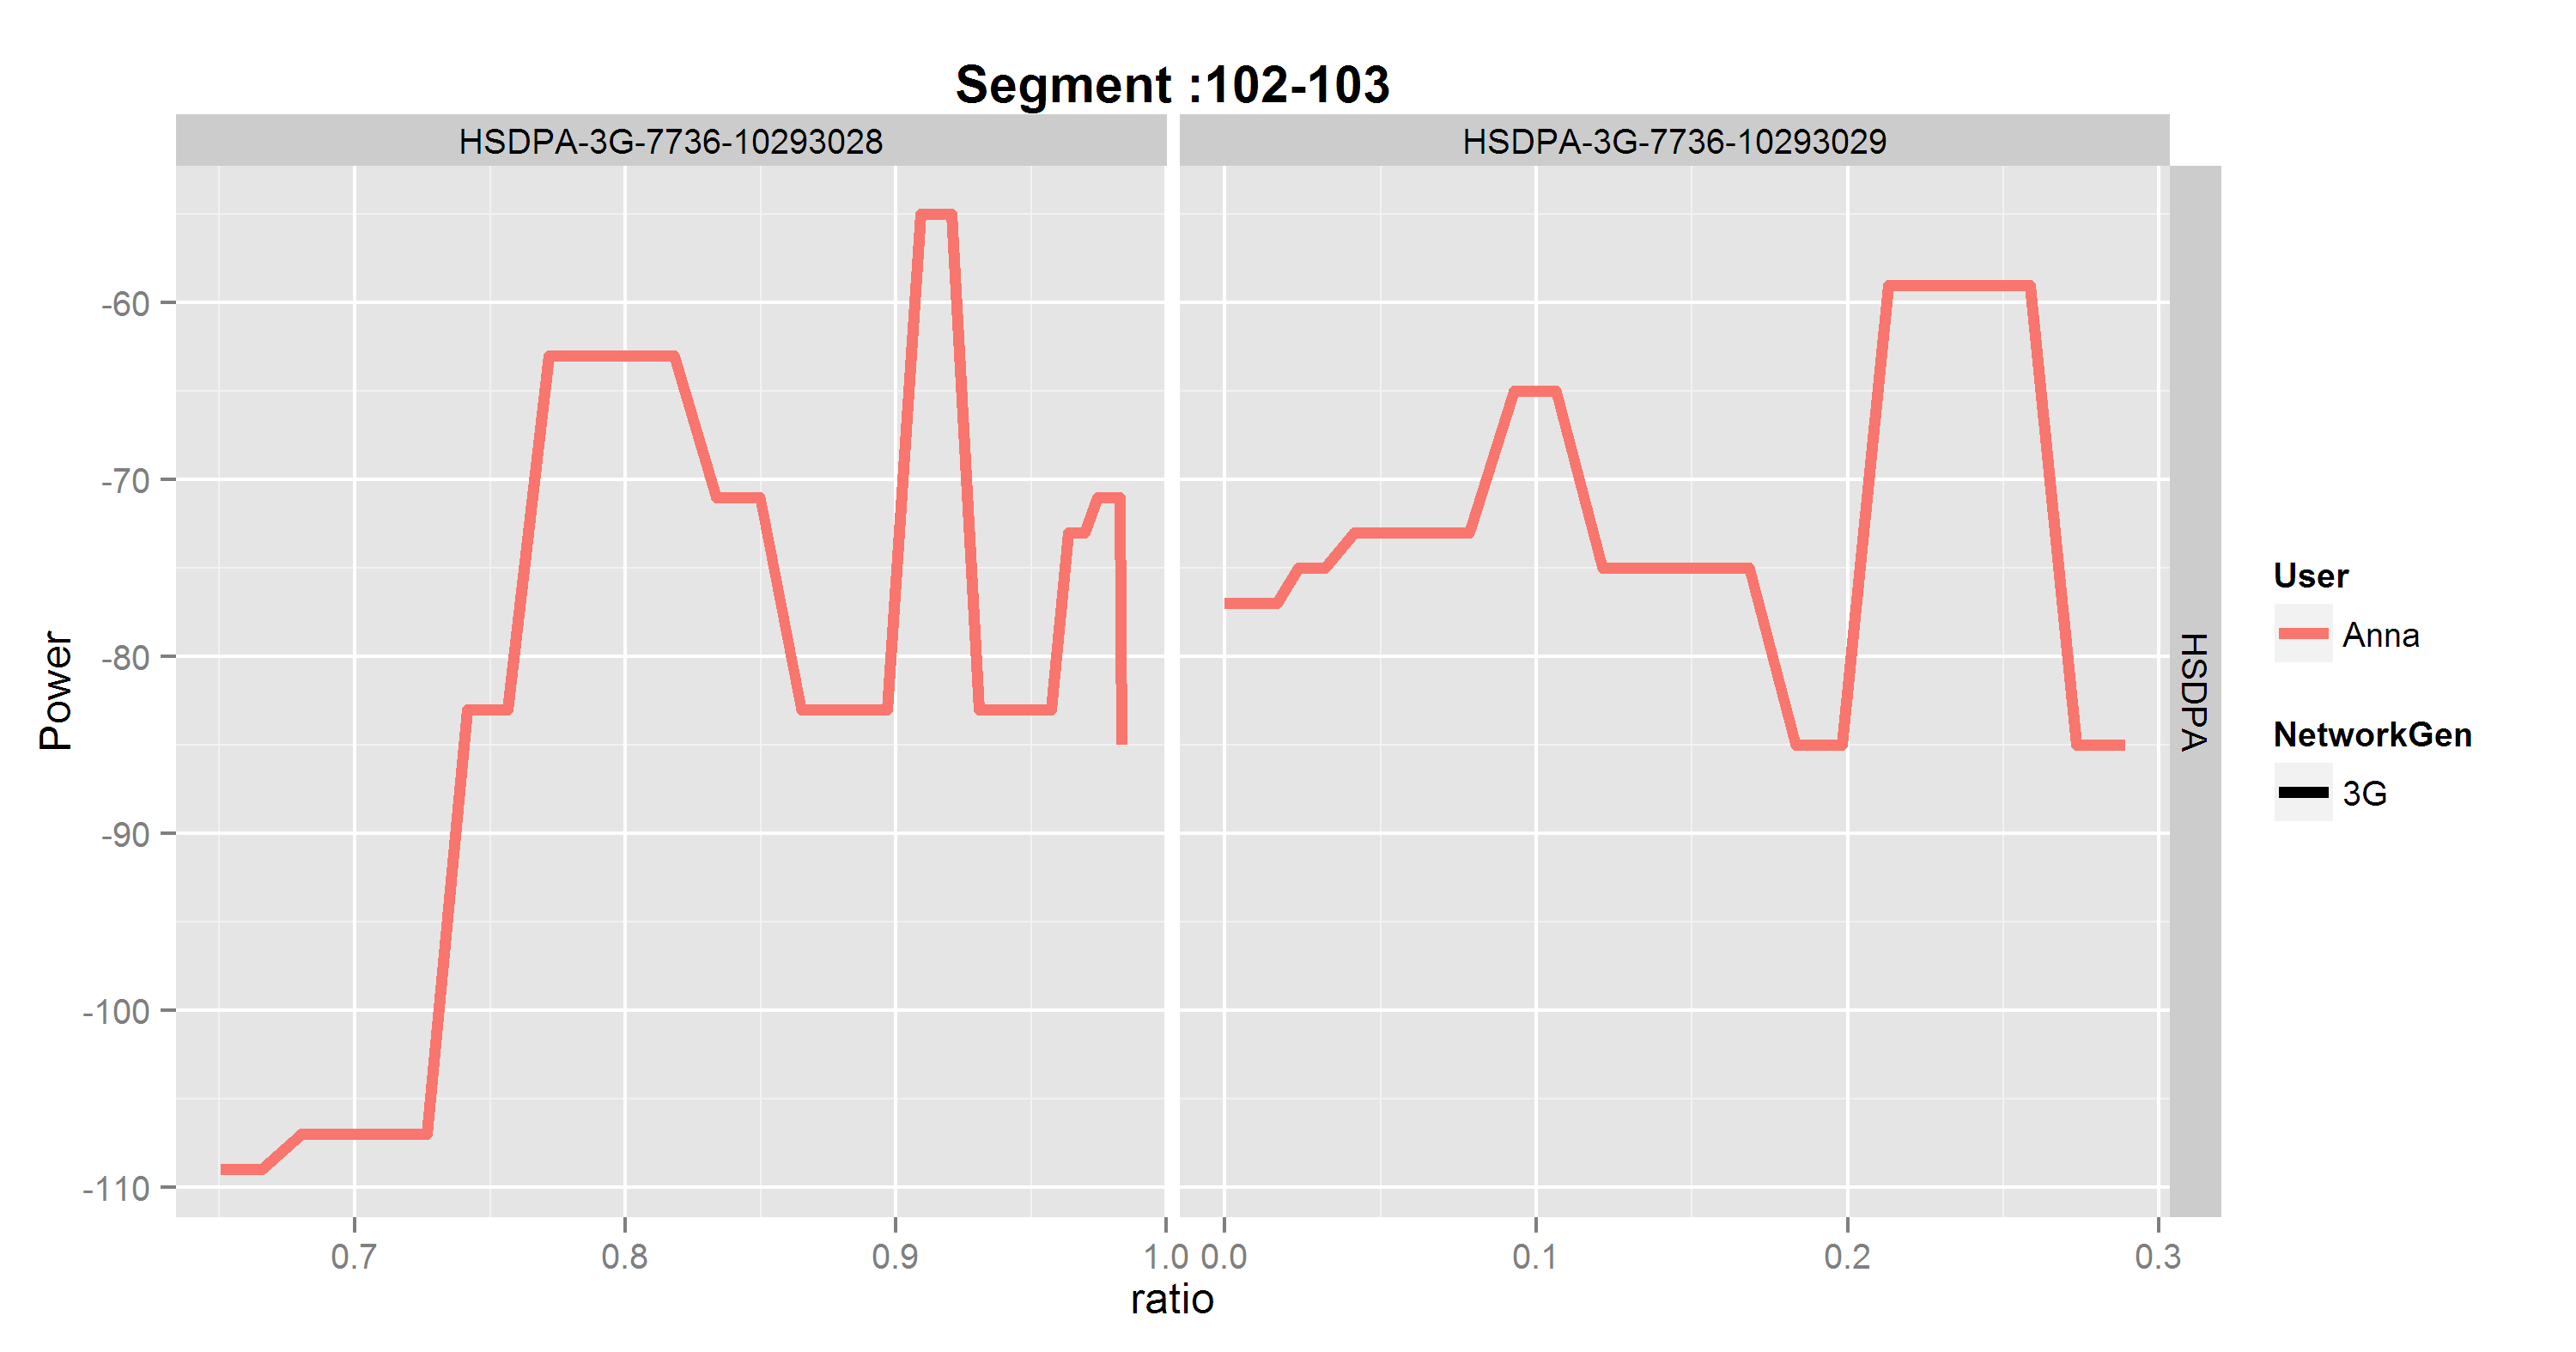 Segment :102-103
HSDPA-3G-7736-10293028
HSDPA-3G-7736-10293029
Power
-60
-70
-80
-90
-100
-110
HSDPA
0.7 0.8 0.9 1.0
0.0 0.1 0.2 0.3
ratio
User
Anna
NetworkGen
3G